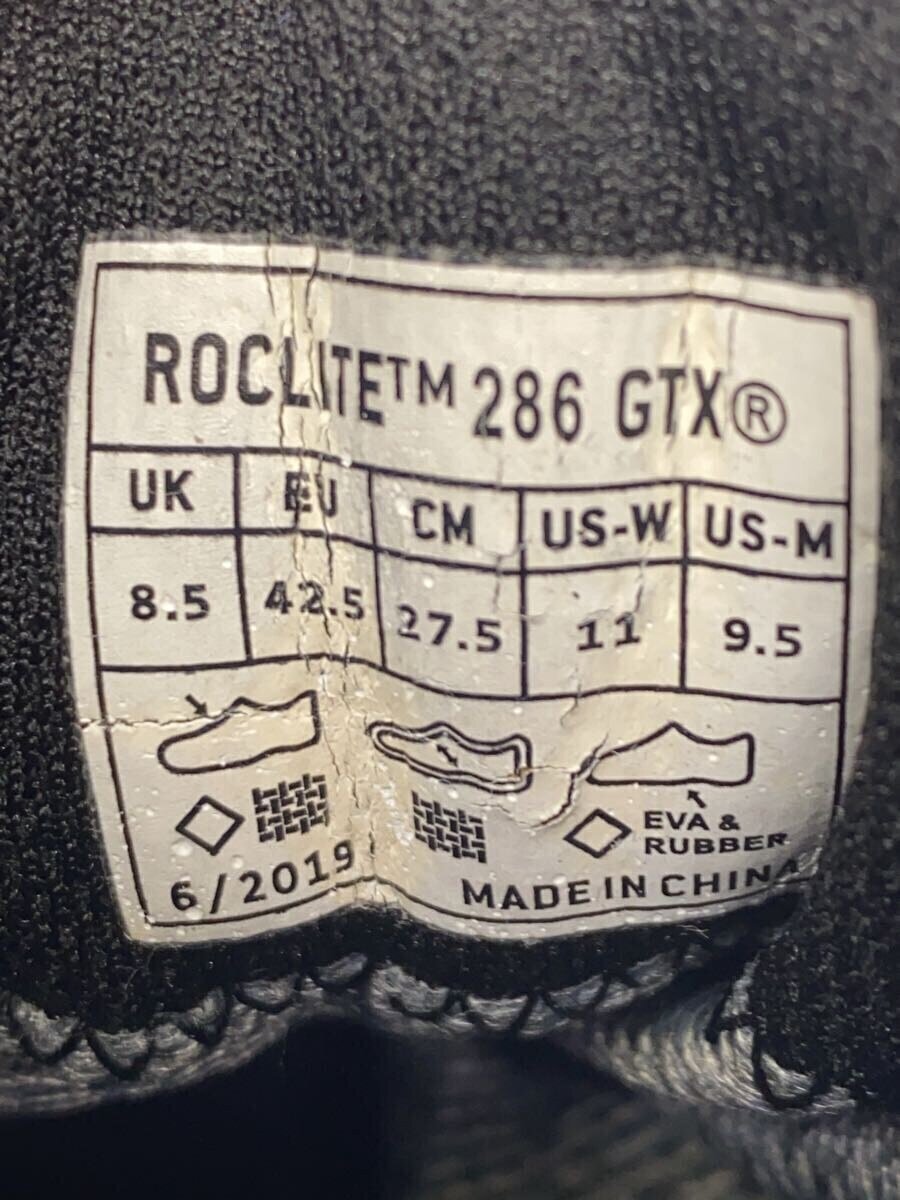 ROCLITE™ 286 GTX®
UK EU CM US-W US-M
8.5 42.5 27.5 11 9.5
EVA &
RUBBER
6/2019 MADE IN CHINA